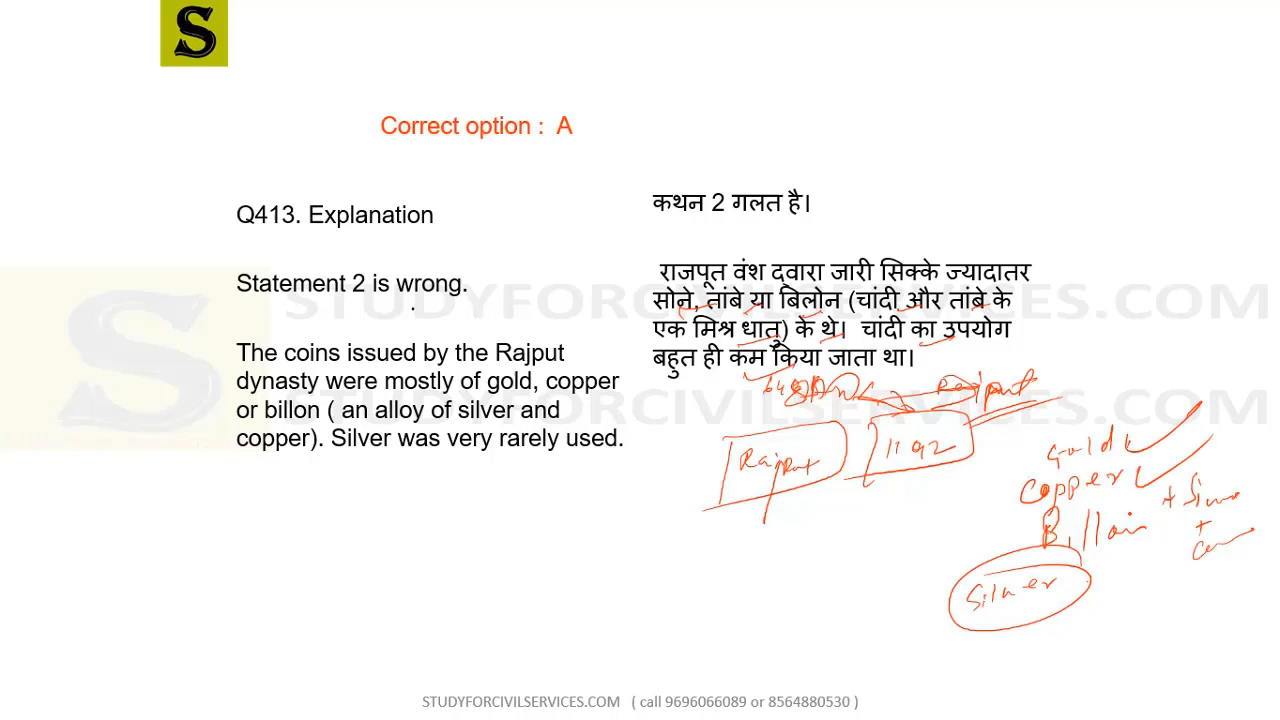 S
Correct option : A
Q413. Explanation
Statement 2 is wrong.
The coins issued by the Rajput
dynasty were mostly of gold, copper
or billon ( an alloy of silver and
copper). Silver was very rarely used.
कथन 2 गलत है।
राजपूत वंश द्वारा जारी सिक्के ज्यादातर
सोने, तांबे या बिलोन (चांदी और तांबे के
एक मिश्र धातु) के थे। चांदी का उपयोग
बहुत ही कम किया जाता था।
Rajput
Rajput
1192
Gold
Copper
Silver
STUDYFORCIVILSERVICES.COM
STUDYFORCIVILSERVICES.COM
STUDYFORCIVILSERVICES.COM ( call 9696066089 or 8564880530 )